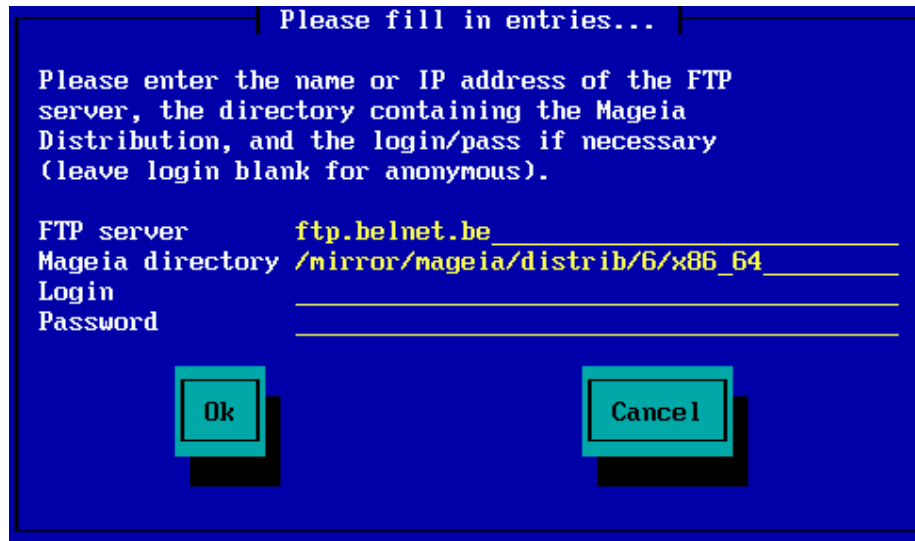 Please fill in entries...
Please enter the name or IP address of the FTP
server, the directory containing the Mageia
Distribution, and the login/pass if necessary
(leave login blank for anonymous).
FTP server ftp.belnet.be
Mageia directory /mirror/mageia/distrib/6/x86_64
Login
Password
Ok Cancel